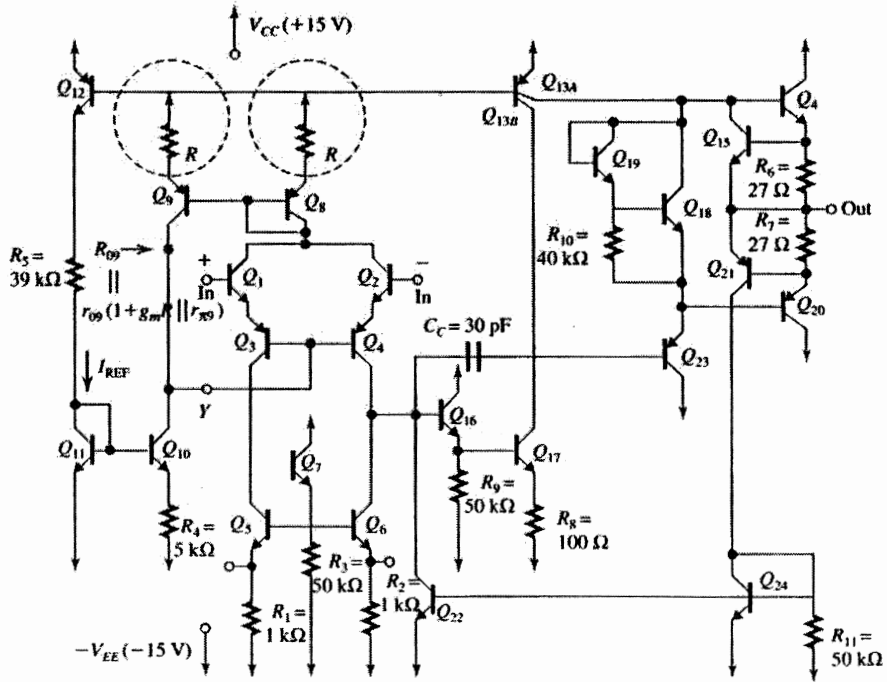 V_CC (+15 V)
Q12
Q13A
Q13B
Q4
R
R
Q19
Q15
R6 =
27 Ω
Q9
Q8
Q18
Out
R5 =
39 kΩ
R09
||
r09 (1 + g_m R || r_π9)
+
In
Q1
Q2
−
In
R10 =
40 kΩ
R7 =
27 Ω
Q21
Q20
C_C = 30 pF
Q3
Q4
Q23
I_REF
Y
Q16
Q11
Q10
Q7
Q17
R9 =
50 kΩ
R4 =
5 kΩ
Q5
Q6
R8 =
100 Ω
R3 =
50 kΩ
R2 =
1 kΩ
Q24
R1 =
1 kΩ
Q22
−V_EE (−15 V)
R11 =
50 kΩ